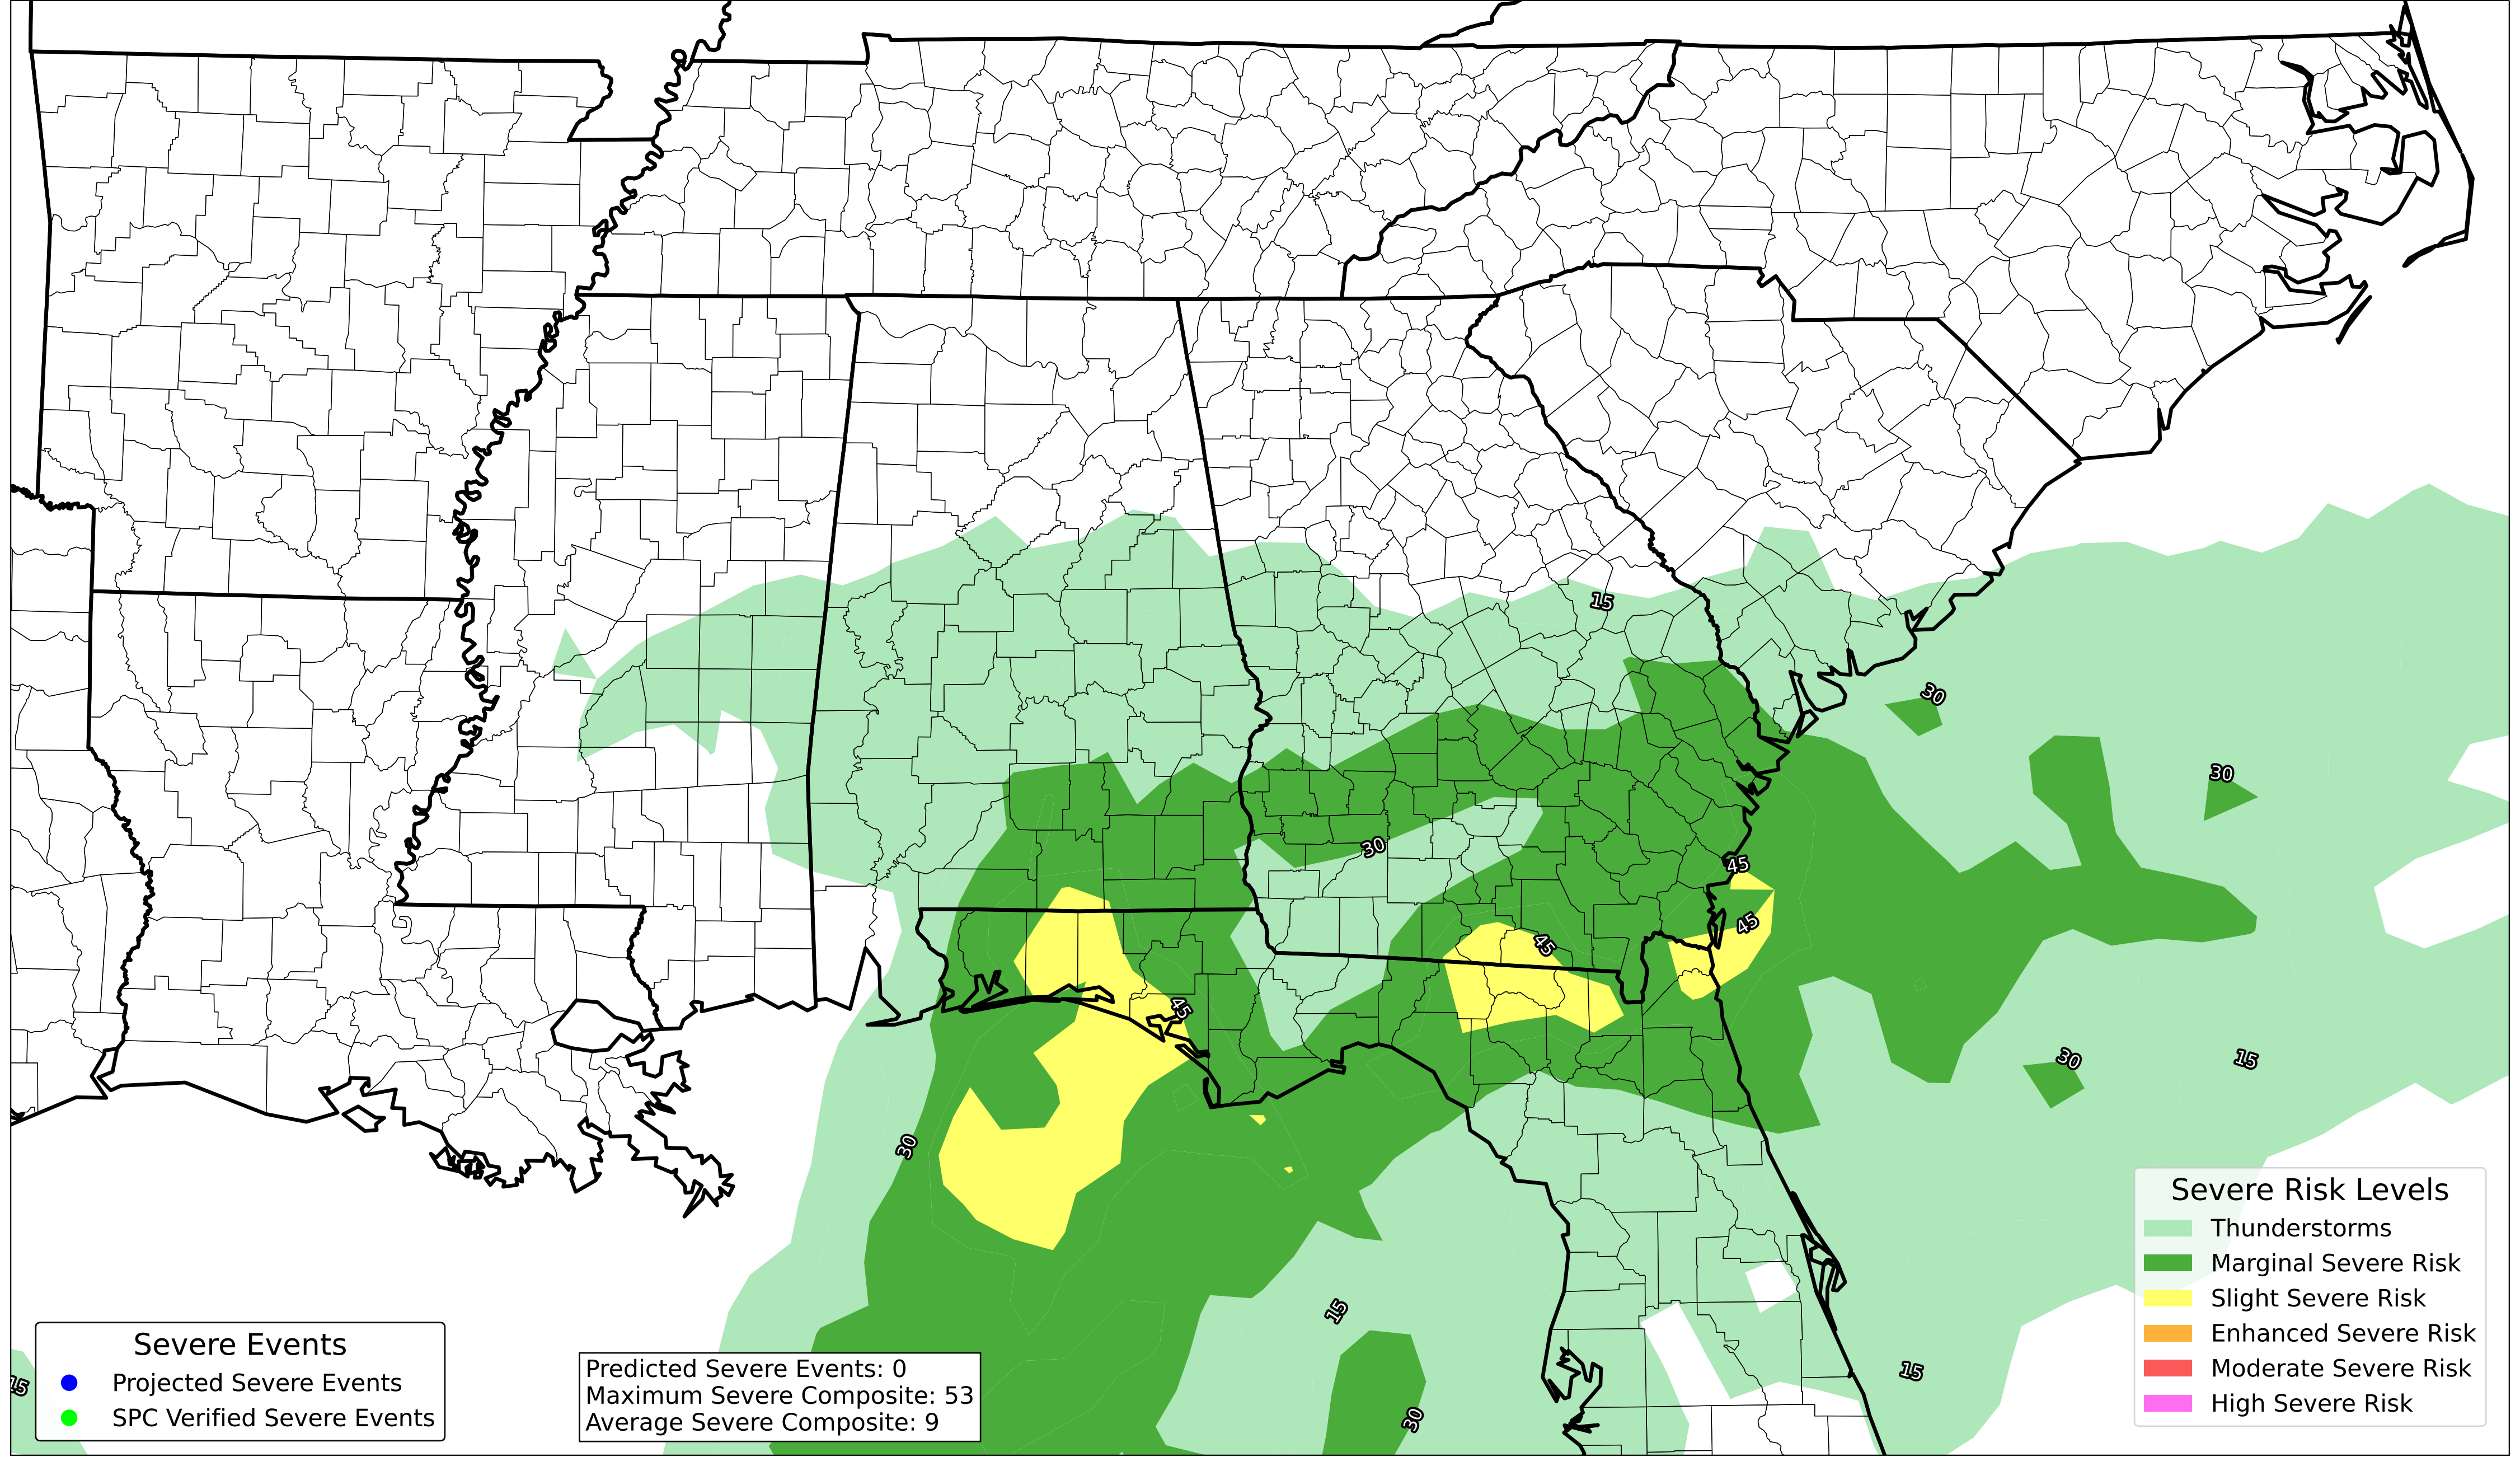 15
30
30
30
45
45
45
45
30
15
30
15
15
15
30
Severe Risk Levels
Thunderstorms
Marginal Severe Risk
Slight Severe Risk
Enhanced Severe Risk
Moderate Severe Risk
High Severe Risk
Severe Events
Projected Severe Events
SPC Verified Severe Events
Predicted Severe Events: 0
Maximum Severe Composite: 53
Average Severe Composite: 9